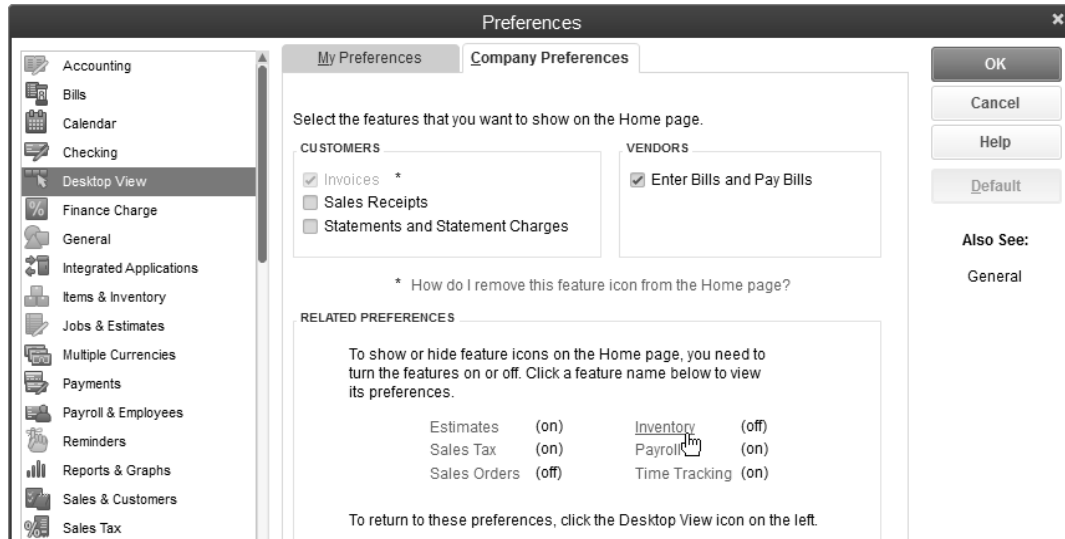 Preferences
Accounting
Bills
Calendar
Checking
Desktop View
Finance Charge
General
Integrated Applications
Items & Inventory
Jobs & Estimates
Multiple Currencies
Payments
Payroll & Employees
Reminders
Reports & Graphs
Sales & Customers
Sales Tax
My Preferences
Company Preferences
Select the features that you want to show on the Home page.
CUSTOMERS
Invoices *
Sales Receipts
Statements and Statement Charges
VENDORS
Enter Bills and Pay Bills
* How do I remove this feature icon from the Home page?
RELATED PREFERENCES
To show or hide feature icons on the Home page, you need to
turn the features on or off. Click a feature name below to view
its preferences.
Estimates (on) Inventory (off)
Sales Tax (on) Payroll (on)
Sales Orders (off) Time Tracking (on)
To return to these preferences, click the Desktop View icon on the left.
OK
Cancel
Help
Default
Also See:
General